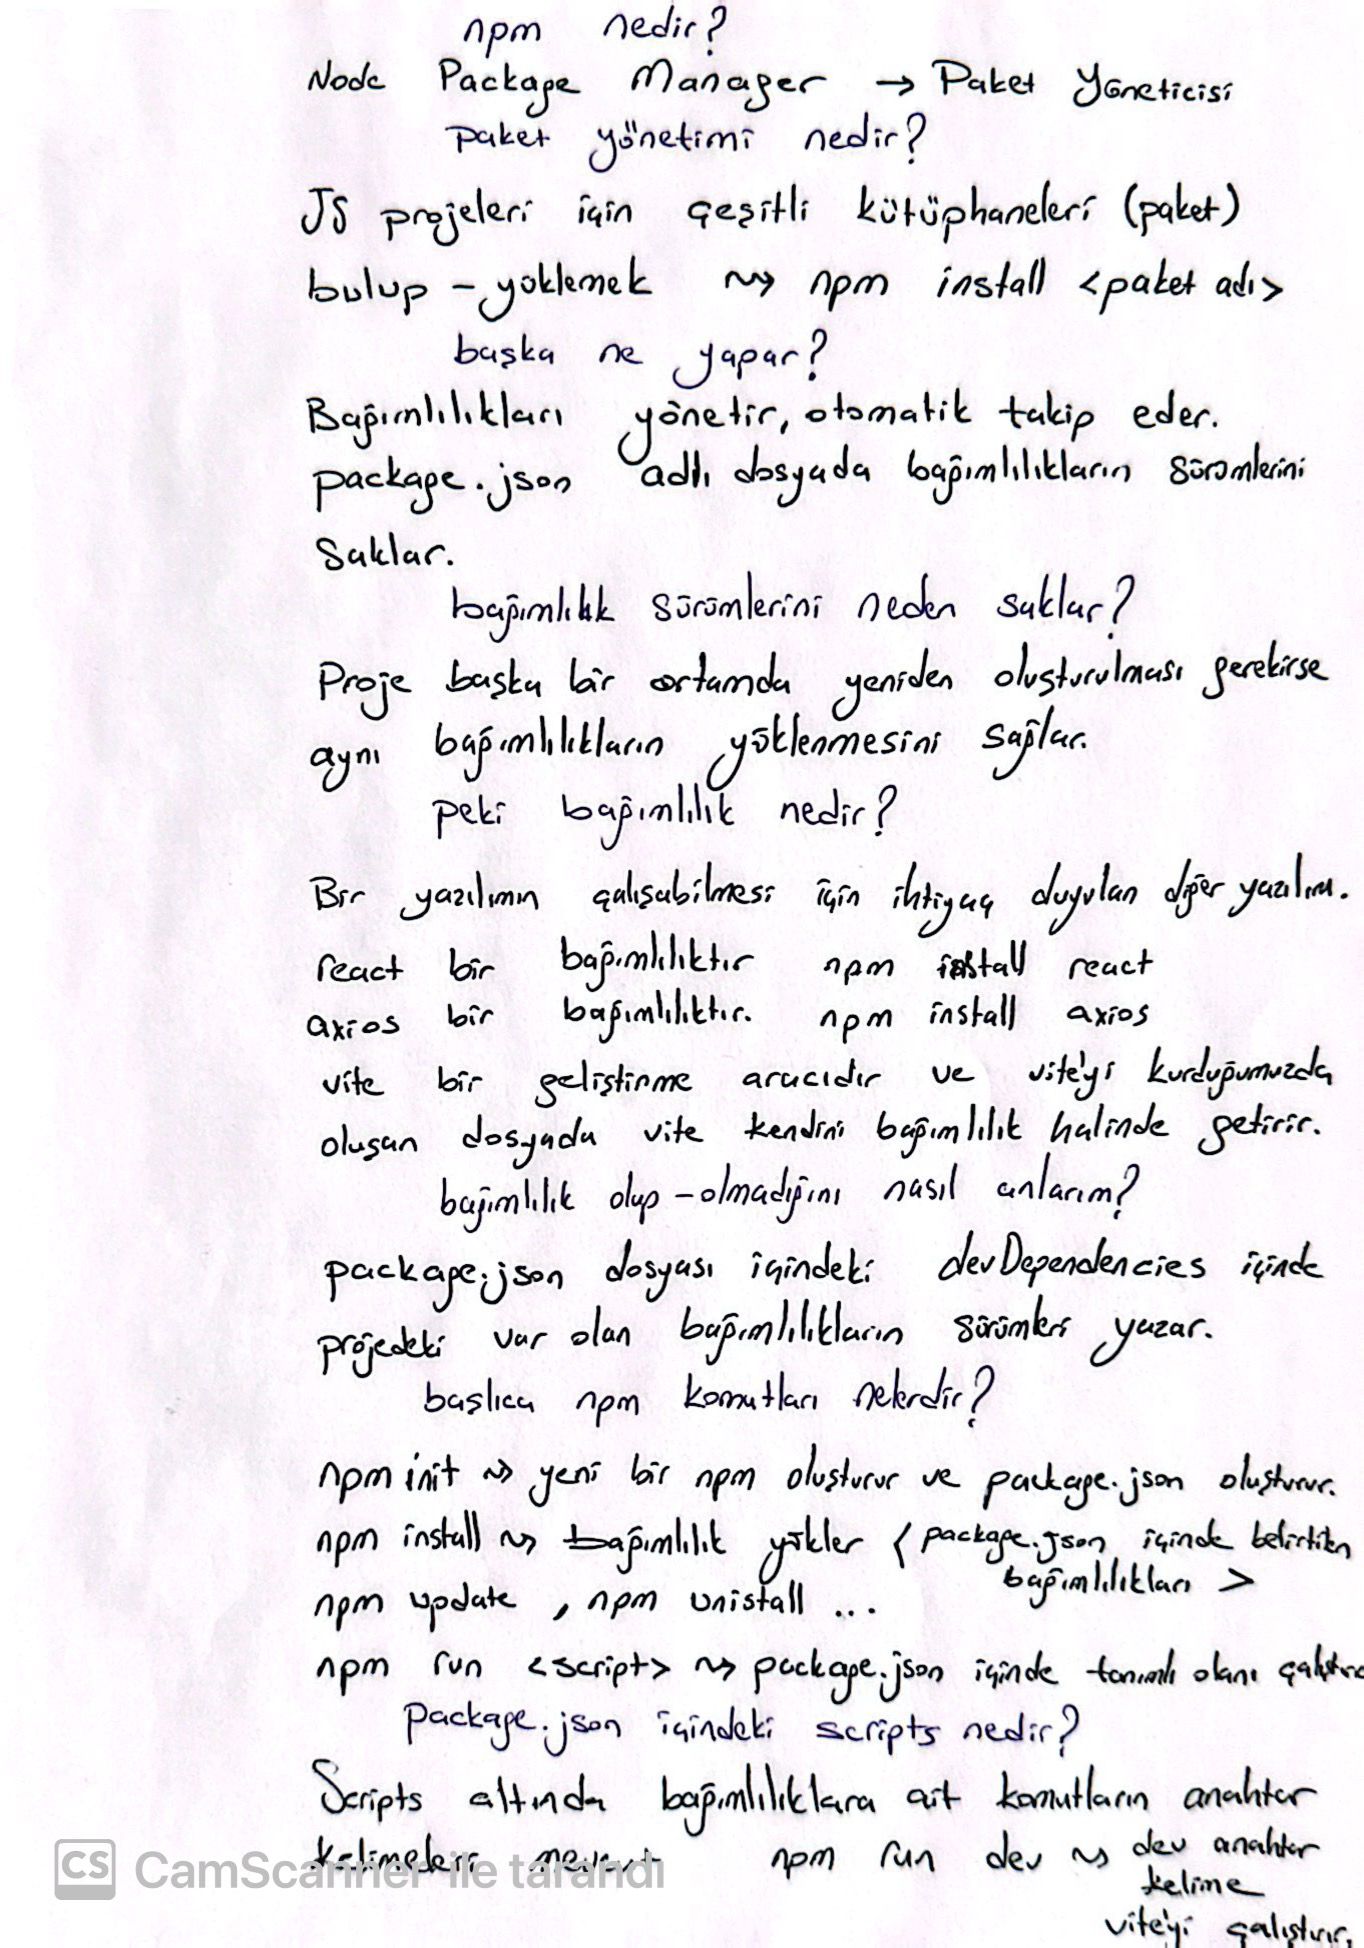 npm nedir?
Node Package Manager → Paket Yöneticisi
paket yönetimi nedir?
JS projeleri için çeşitli kütüphaneleri (paket)
bulup - yüklemek ⇝ npm install <paket adı>
başka ne yapar?
Bağımlılıkları yönetir, otomatik takip eder.
package.json adlı dosyada bağımlılıkların sürümlerini
saklar.
bağımlılık sürümlerini neden saklar?
Proje başka bir ortamda yeniden oluşturulması gerekirse
aynı bağımlılıkların yüklenmesini sağlar.
peki bağımlılık nedir?
Bir yazılımın çalışabilmesi için ihtiyaç duyulan diğer yazılım.
react bir bağımlılıktır npm install react
axios bir bağımlılıktır. npm install axios
vite bir geliştirme aracıdır ve vite'yi kurduğumuzda
oluşan dosyada vite kendini bağımlılık halinde getirir.
bağımlılık olup - olmadığını nasıl anlarım?
package.json dosyası içindeki devDependencies içinde
projedeki var olan bağımlılıkların sürümleri yazar.
başlıca npm komutları nelerdir?
npm init ⇝ yeni bir npm oluşturur ve package.json oluşturur.
npm install ⇝ bağımlılık yükler < package.json içinde belirtilen
bağımlılıkları >
npm update , npm unistall ...
npm run <script> ⇝ package.json içinde tanımlı olanı
package.json içindeki scripts nedir?
Scripts altında bağımlılıklara ait komutların anahtar
kelimeleri mevcut npm run dev ⇝ dev anahtar
kelime
vite'yi çalıştırır.
CS CamScanner ile tarandı